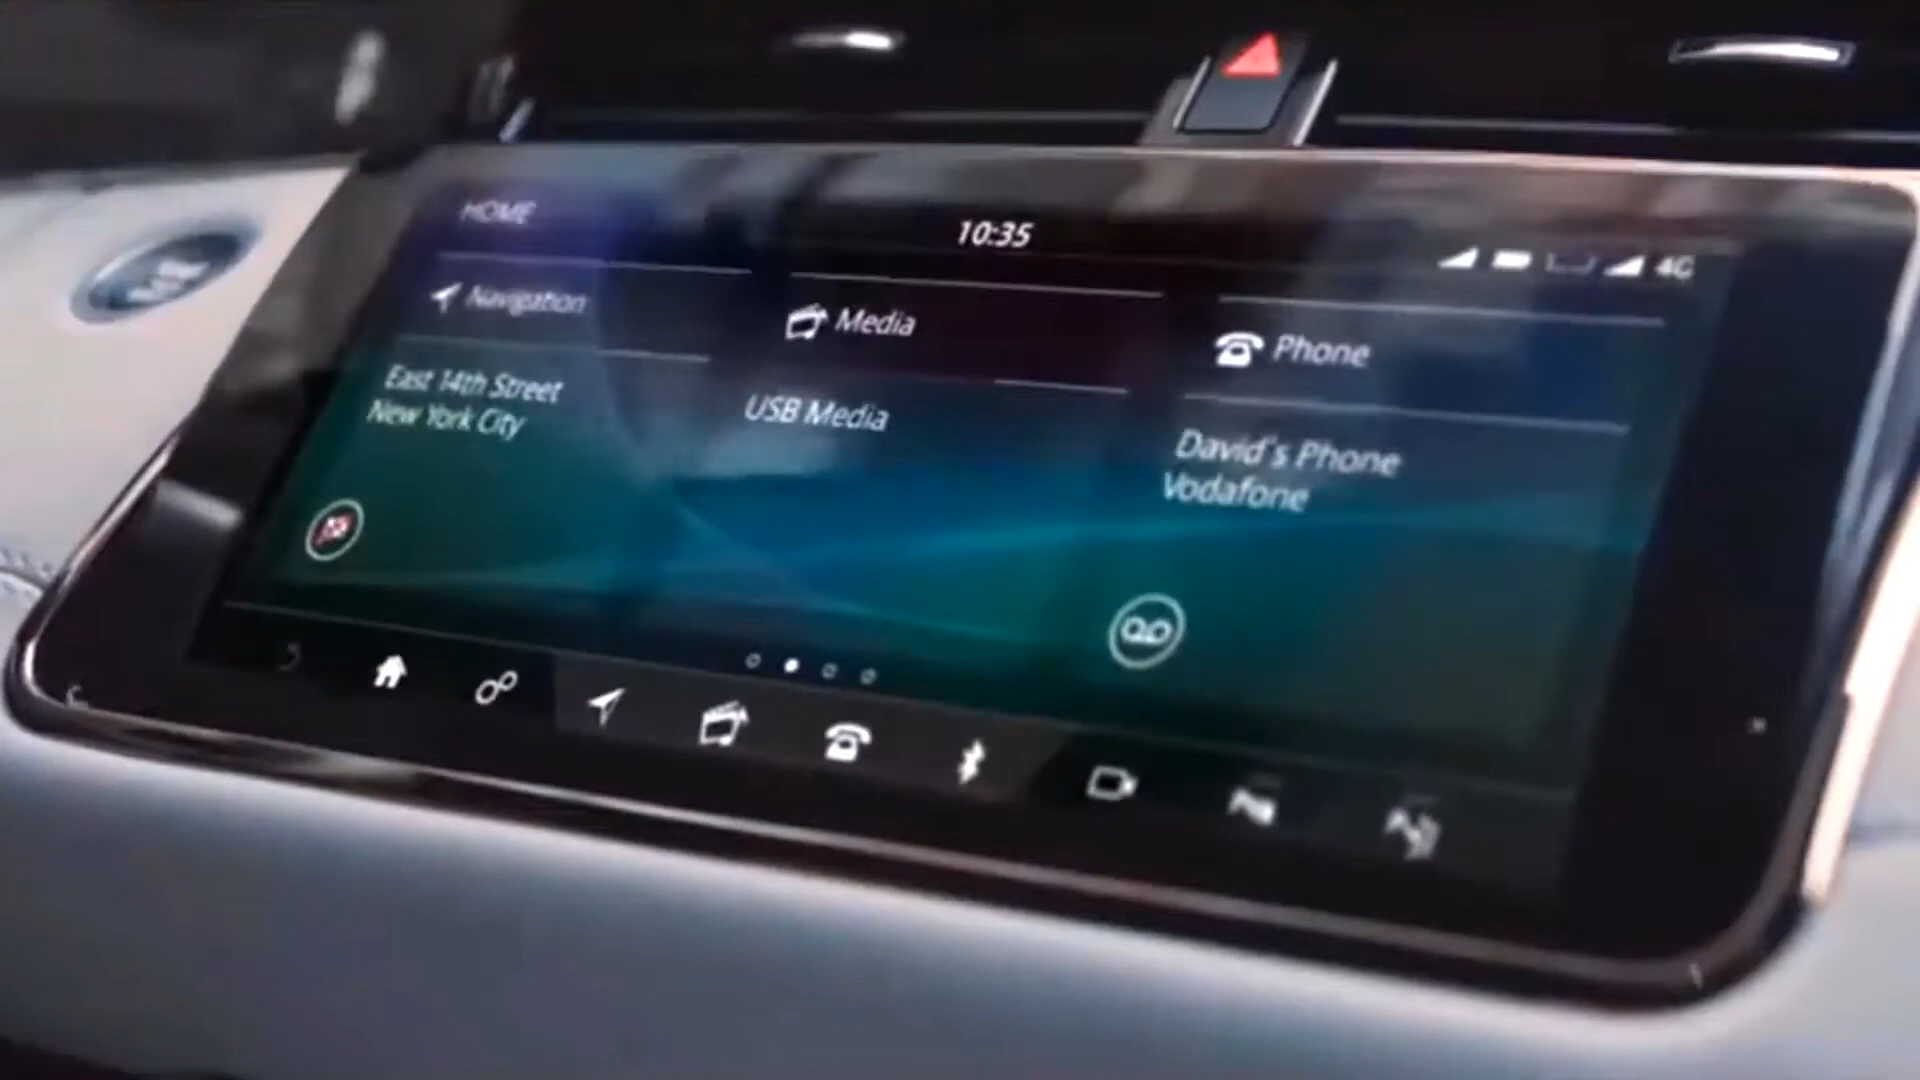 HOME
10:35
4G
Navigation
Media
Phone
East 14th Street
New York City
USB Media
David's Phone
Vodafone